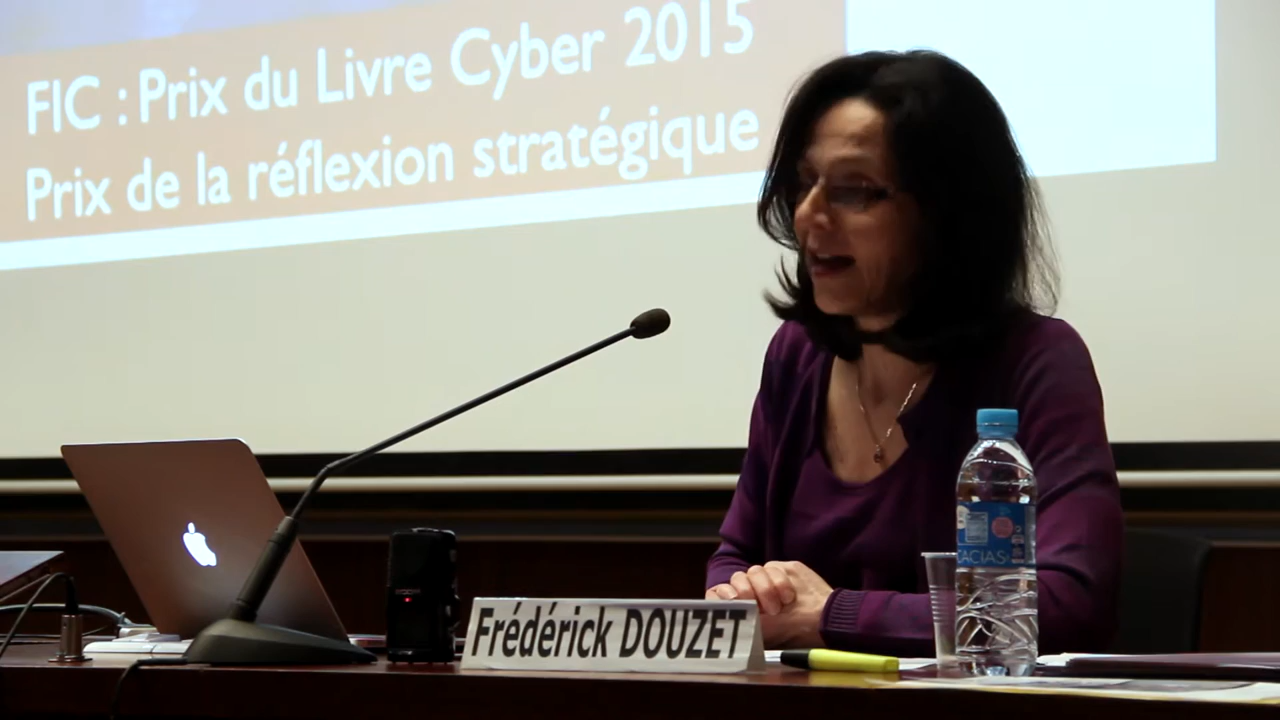 FIC : Prix du Livre Cyber 2015
Prix de la réflexion stratégique
Frédérick DOUZET